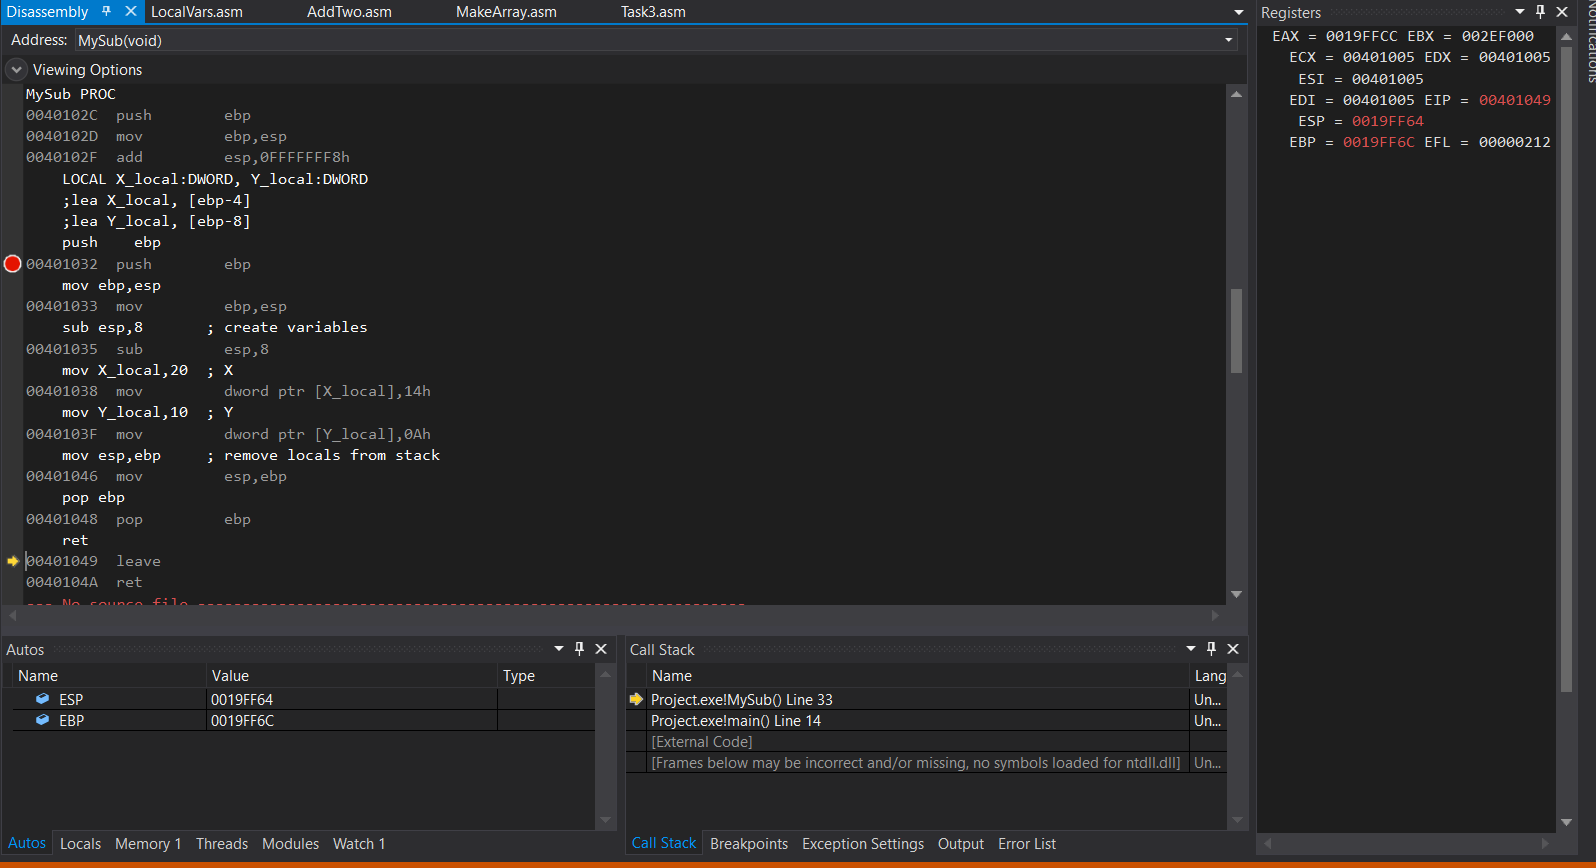 Disassembly LocalVars.asm AddTwo.asm MakeArray.asm Task3.asm
Address: MySub(void)
Viewing Options
MySub PROC
0040102C push ebp
0040102D mov ebp,esp
0040102F add esp,0FFFFFFF8h
LOCAL X_local:DWORD, Y_local:DWORD
;lea X_local, [ebp-4]
;lea Y_local, [ebp-8]
push ebp
00401032 push ebp
mov ebp,esp
00401033 mov ebp,esp
sub esp,8 ; create variables
00401035 sub esp,8
mov X_local,20 ; X
00401038 mov dword ptr [X_local],14h
mov Y_local,10 ; Y
0040103F mov dword ptr [Y_local],0Ah
mov esp,ebp ; remove locals from stack
00401046 mov esp,ebp
pop ebp
00401048 pop ebp
ret
00401049 leave
0040104A ret
--- No source file -------------------------------------------------------------
Registers
EAX = 0019FFCC EBX = 002EF000
ECX = 00401005 EDX = 00401005
ESI = 00401005
EDI = 00401005 EIP = 00401049
ESP = 0019FF64
EBP = 0019FF6C EFL = 00000212
Notifications
Autos
Name Value Type
ESP 0019FF64
EBP 0019FF6C
Autos Locals Memory 1 Threads Modules Watch 1
Call Stack
Name Lang
Project.exe!MySub() Line 33 Un...
Project.exe!main() Line 14 Un...
[External Code]
[Frames below may be incorrect and/or missing, no symbols loaded for ntdll.dll] Un...
Call Stack Breakpoints Exception Settings Output Error List